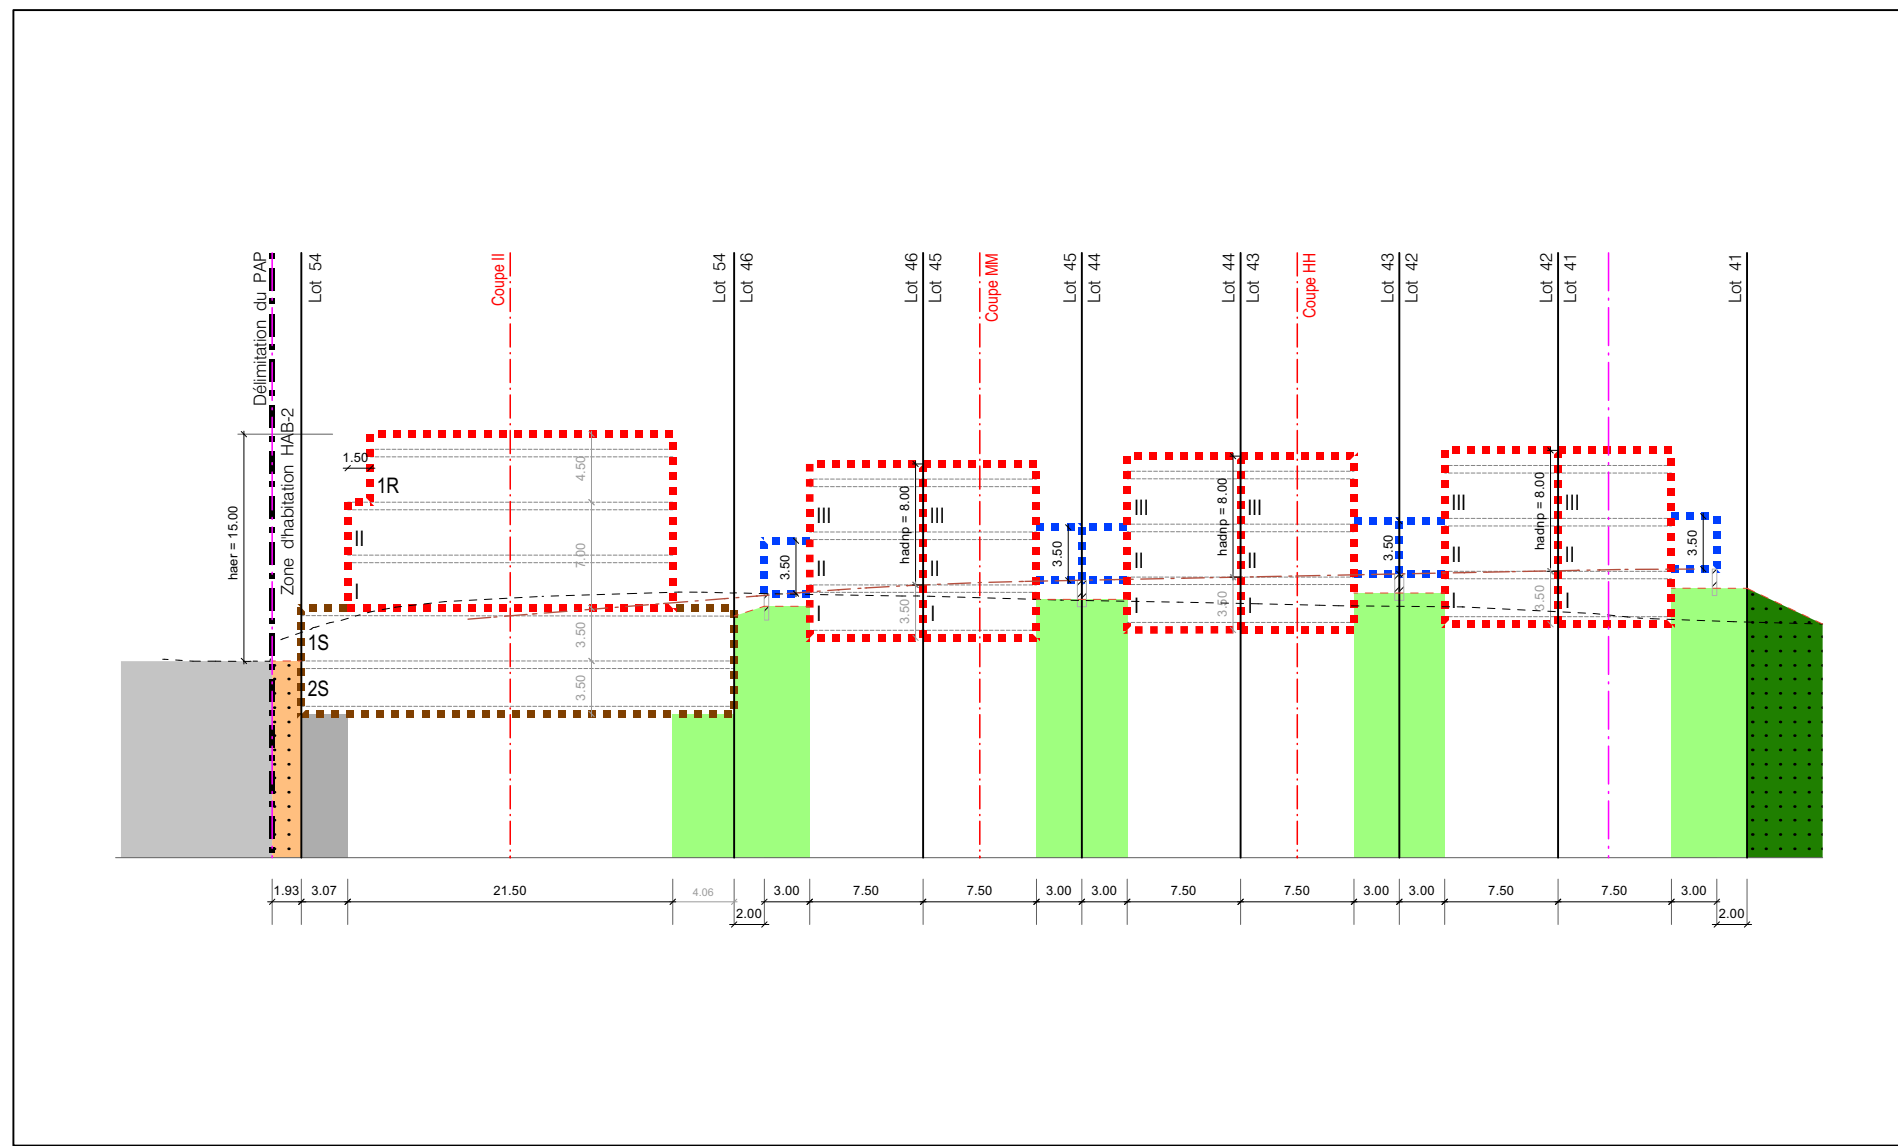 Délimitation du PAP
Zone d'habitation HAB-2
Lot 54
Coupe II
Lot 54
Lot 46
Lot 46
Lot 45
Coupe MM
Lot 45
Lot 44
Lot 44
Lot 43
Coupe HH
Lot 43
Lot 42
Lot 42
Lot 41
Lot 41
haer = 15.00
1.50
1R
II
I
1S
2S
4.50
7.00
3.50
3.50
3.50
III
II
I
hadnp = 8.00
3.50
III
II
I
3.50
III
II
I
hadnp = 8.00
3.50
III
II
I
3.50
III
II
I
hadnp = 8.00
3.50
III
II
I
3.50
1.93 3.07 21.50 4.06 3.00 7.50 7.50 3.00 3.00 7.50 7.50 3.00 3.00 7.50 7.50 3.00
2.00 2.00